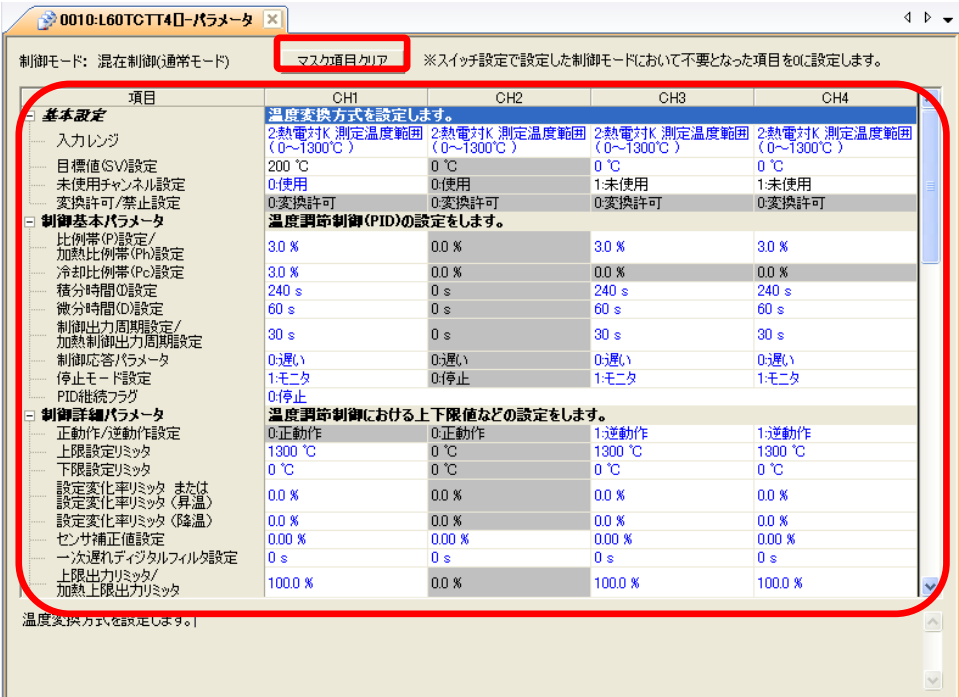 0010:L60TCTT4[]-パラメータ
制御モード: 混在制御(通常モード) マスク項目クリア ※スイッチ設定で設定した制御モードにおいて不要となった項目を0に設定します。
項目 CH1 CH2 CH3 CH4
基本設定 温度変換方式を設定します。
入力レンジ 2:熱電対K 測定温度範囲(0~1300℃) 2:熱電対K 測定温度範囲(0~1300℃) 2:熱電対K 測定温度範囲(0~1300℃) 2:熱電対K 測定温度範囲(0~1300℃)
目標値(SV)設定 200 ℃ 0 ℃ 0 ℃ 0 ℃
未使用チャンネル設定 0:使用 0:使用 1:未使用 1:未使用
変換許可/禁止設定 0:変換許可 0:変換許可 0:変換許可 0:変換許可
制御基本パラメータ 温度調節制御(PID)の設定をします。
比例帯(P)設定/
加熱比例帯(Ph)設定 3.0 % 0.0 % 3.0 % 3.0 %
冷却比例帯(Pc)設定 3.0 % 0.0 % 0.0 % 0.0 %
積分時間(I)設定 240 s 0 s 240 s 240 s
微分時間(D)設定 60 s 0 s 60 s 60 s
制御出力周期設定/
加熱制御出力周期設定 30 s 0 s 30 s 30 s
制御応答パラメータ 0:遅い 0:遅い 0:遅い 0:遅い
停止モード設定 1:モニタ 0:停止 1:モニタ 1:モニタ
PID継続フラグ 0:停止
制御詳細パラメータ 温度調節制御における上下限値などの設定をします。
正動作/逆動作設定 0:正動作 0:正動作 1:逆動作 1:逆動作
上限設定リミッタ 1300 ℃ 0 ℃ 1300 ℃ 1300 ℃
下限設定リミッタ 0 ℃ 0 ℃ 0 ℃ 0 ℃
設定変化率リミッタ または
設定変化率リミッタ (昇温) 0.0 % 0.0 % 0.0 % 0.0 %
設定変化率リミッタ (降温) 0.0 % 0.0 % 0.0 % 0.0 %
センサ補正値設定 0.00 % 0.00 % 0.00 % 0.00 %
一次遅れディジタルフィルタ設定 0 s 0 s 0 s 0 s
上限出力リミッタ/
加熱上限出力リミッタ 100.0 % 0.0 % 100.0 % 100.0 %
温度変換方式を設定します。